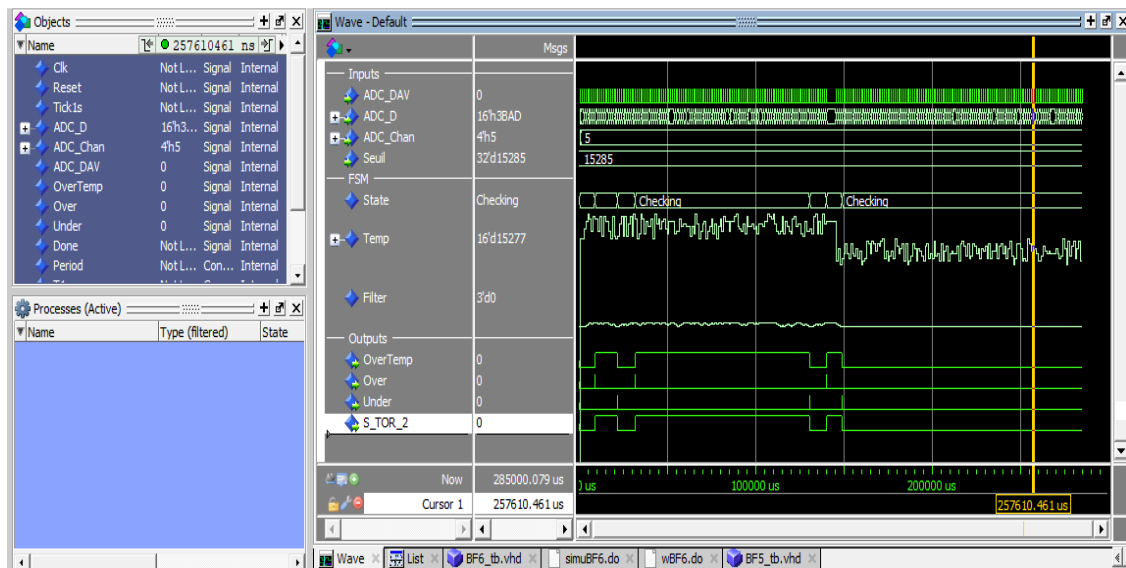 Objects
Name 257610461 ns
Clk Not L... Signal Internal
Reset Not L... Signal Internal
Tick1s Not L... Signal Internal
ADC_D 16'h3... Signal Internal
ADC_Chan 4'h5 Signal Internal
ADC_DAV 0 Signal Internal
OverTemp 0 Signal Internal
Over 0 Signal Internal
Under 0 Signal Internal
Done Not L... Signal Internal
Period Not L... Con... Internal
Processes (Active)
Name Type (filtered) State
Wave - Default
Msgs
Inputs
ADC_DAV 0
ADC_D 16'h3BAD
ADC_Chan 4'h5 5
Seuil 32'd15285 15285
FSM
State Checking Checking Checking
Temp 16'd15277
Filter 3'd0
Outputs
OverTemp 0
Over 0
Under 0
S_TOR_2 0
Now 285000.079 us 100000 us 200000 us
Cursor 1 257610.461 us 257610.461 us
Wave List BF6_tb.vhd simuBF6.do wBF6.do BF5_tb.vhd